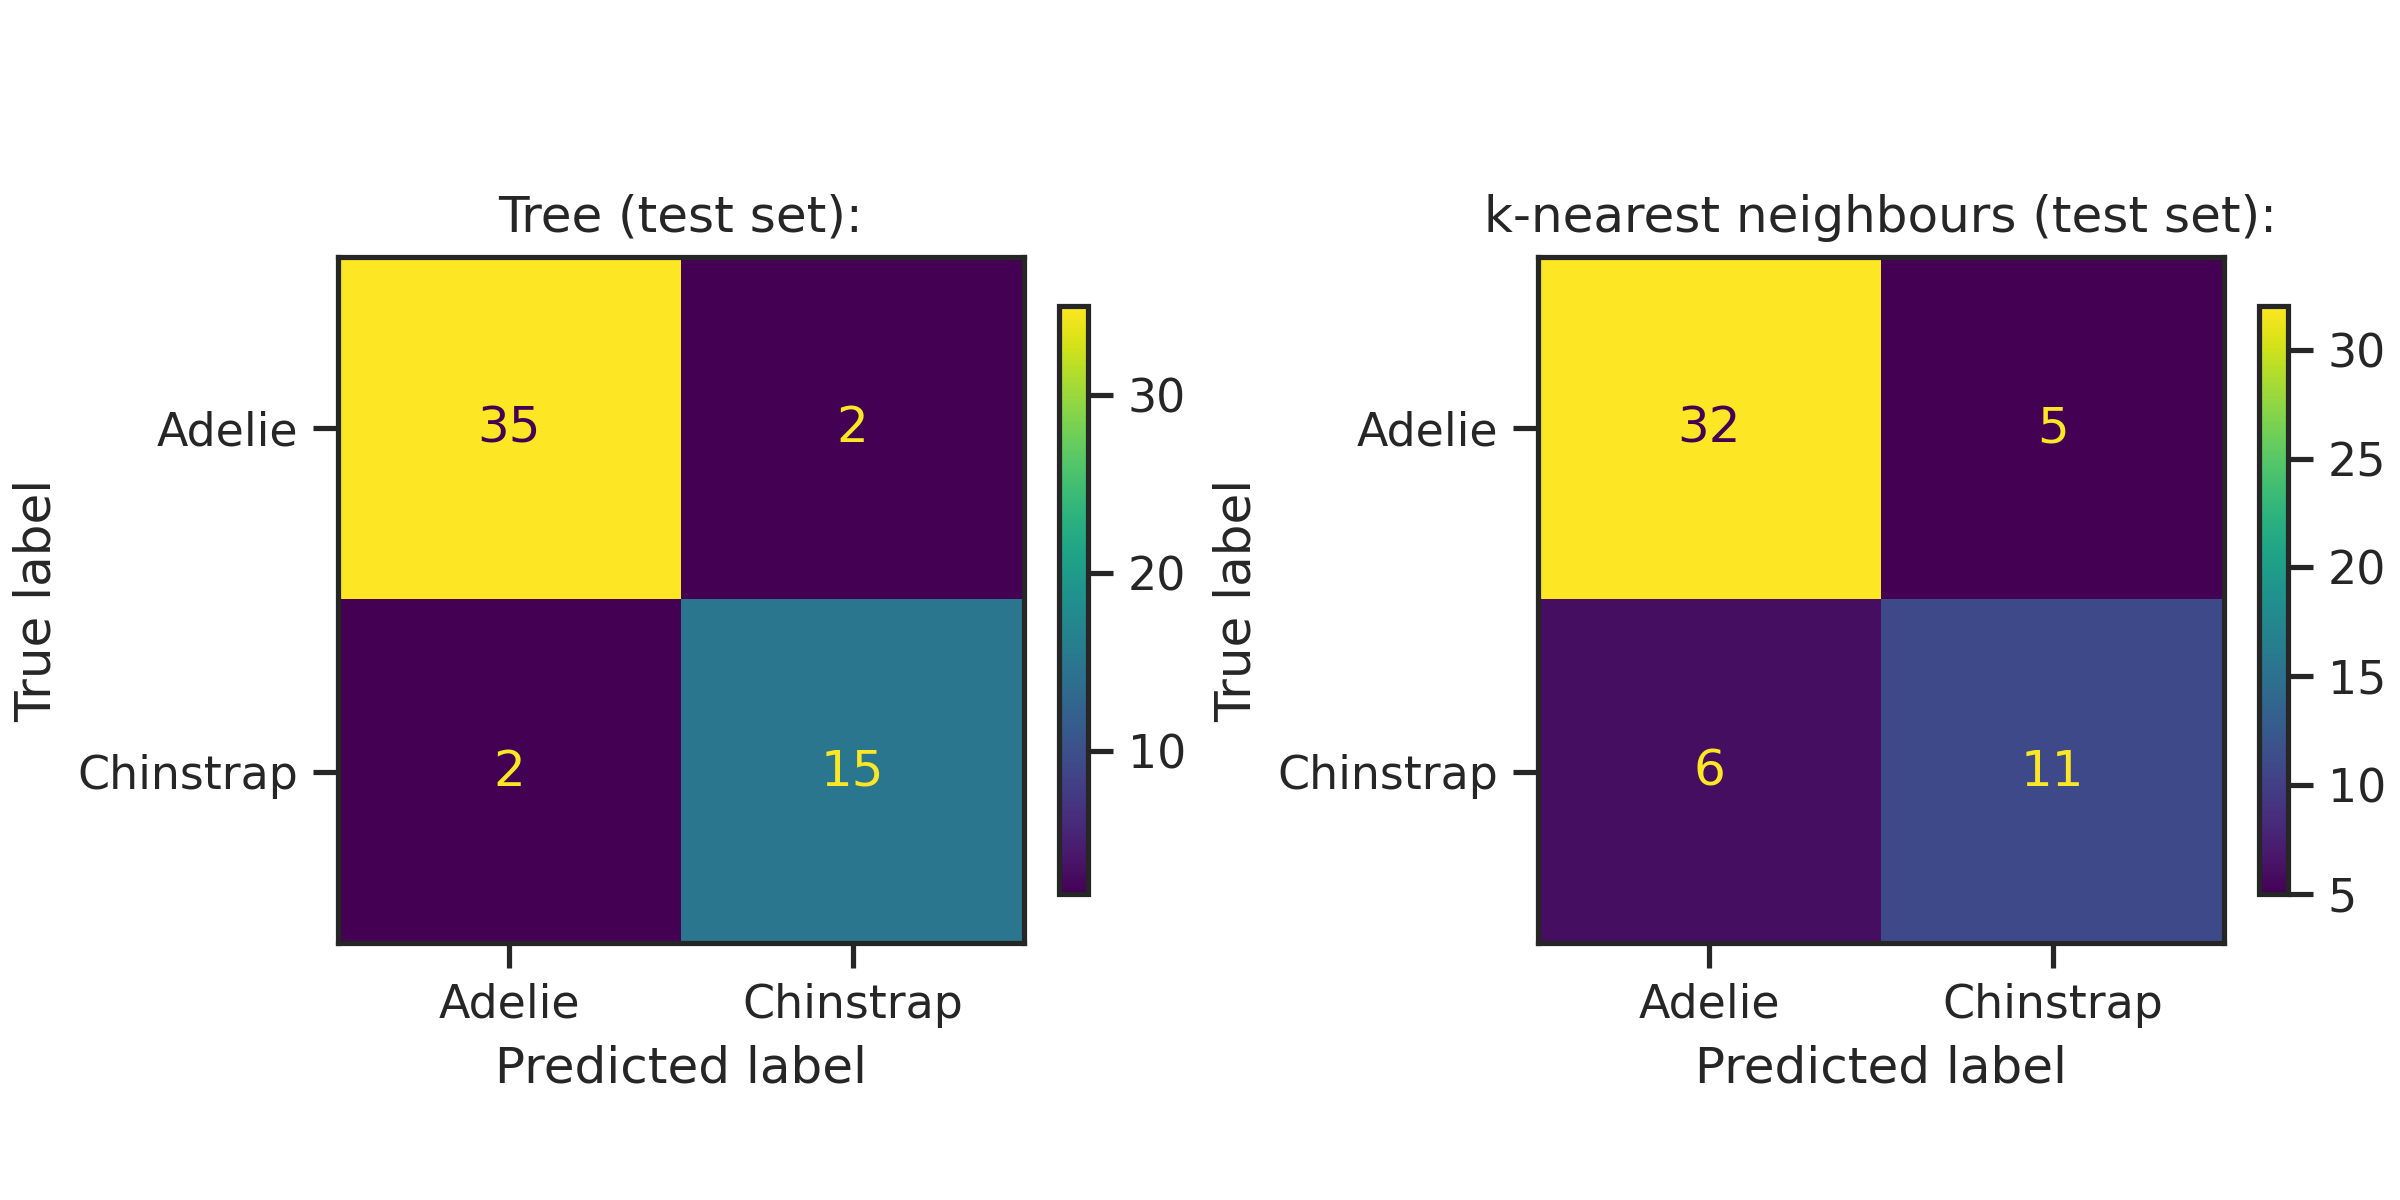 Tree (test set):
True label
Adelie
Chinstrap
35
2
2
15
30
20
10
Adelie
Chinstrap
Predicted label
k-nearest neighbours (test set):
True label
Adelie
Chinstrap
32
5
6
11
30
25
20
15
10
5
Adelie
Chinstrap
Predicted label